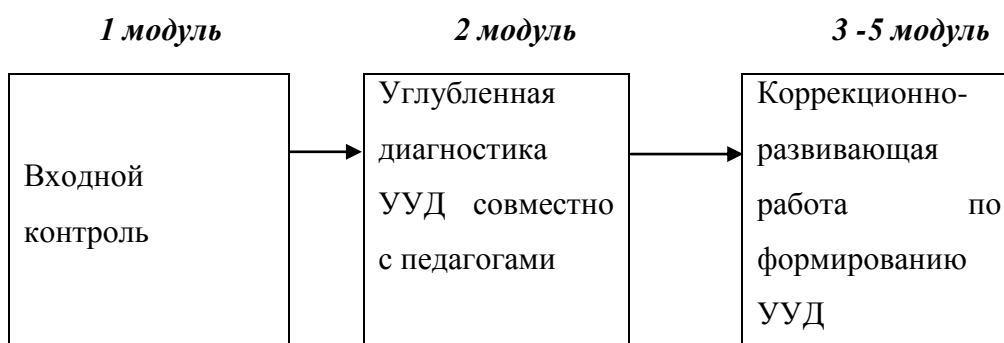 1 модуль
2 модуль
3 -5 модуль
Входной
контроль
Углубленная
диагностика
УУД совместно
с педагогами
Коррекционно-
развивающая
работа по
формированию
УУД